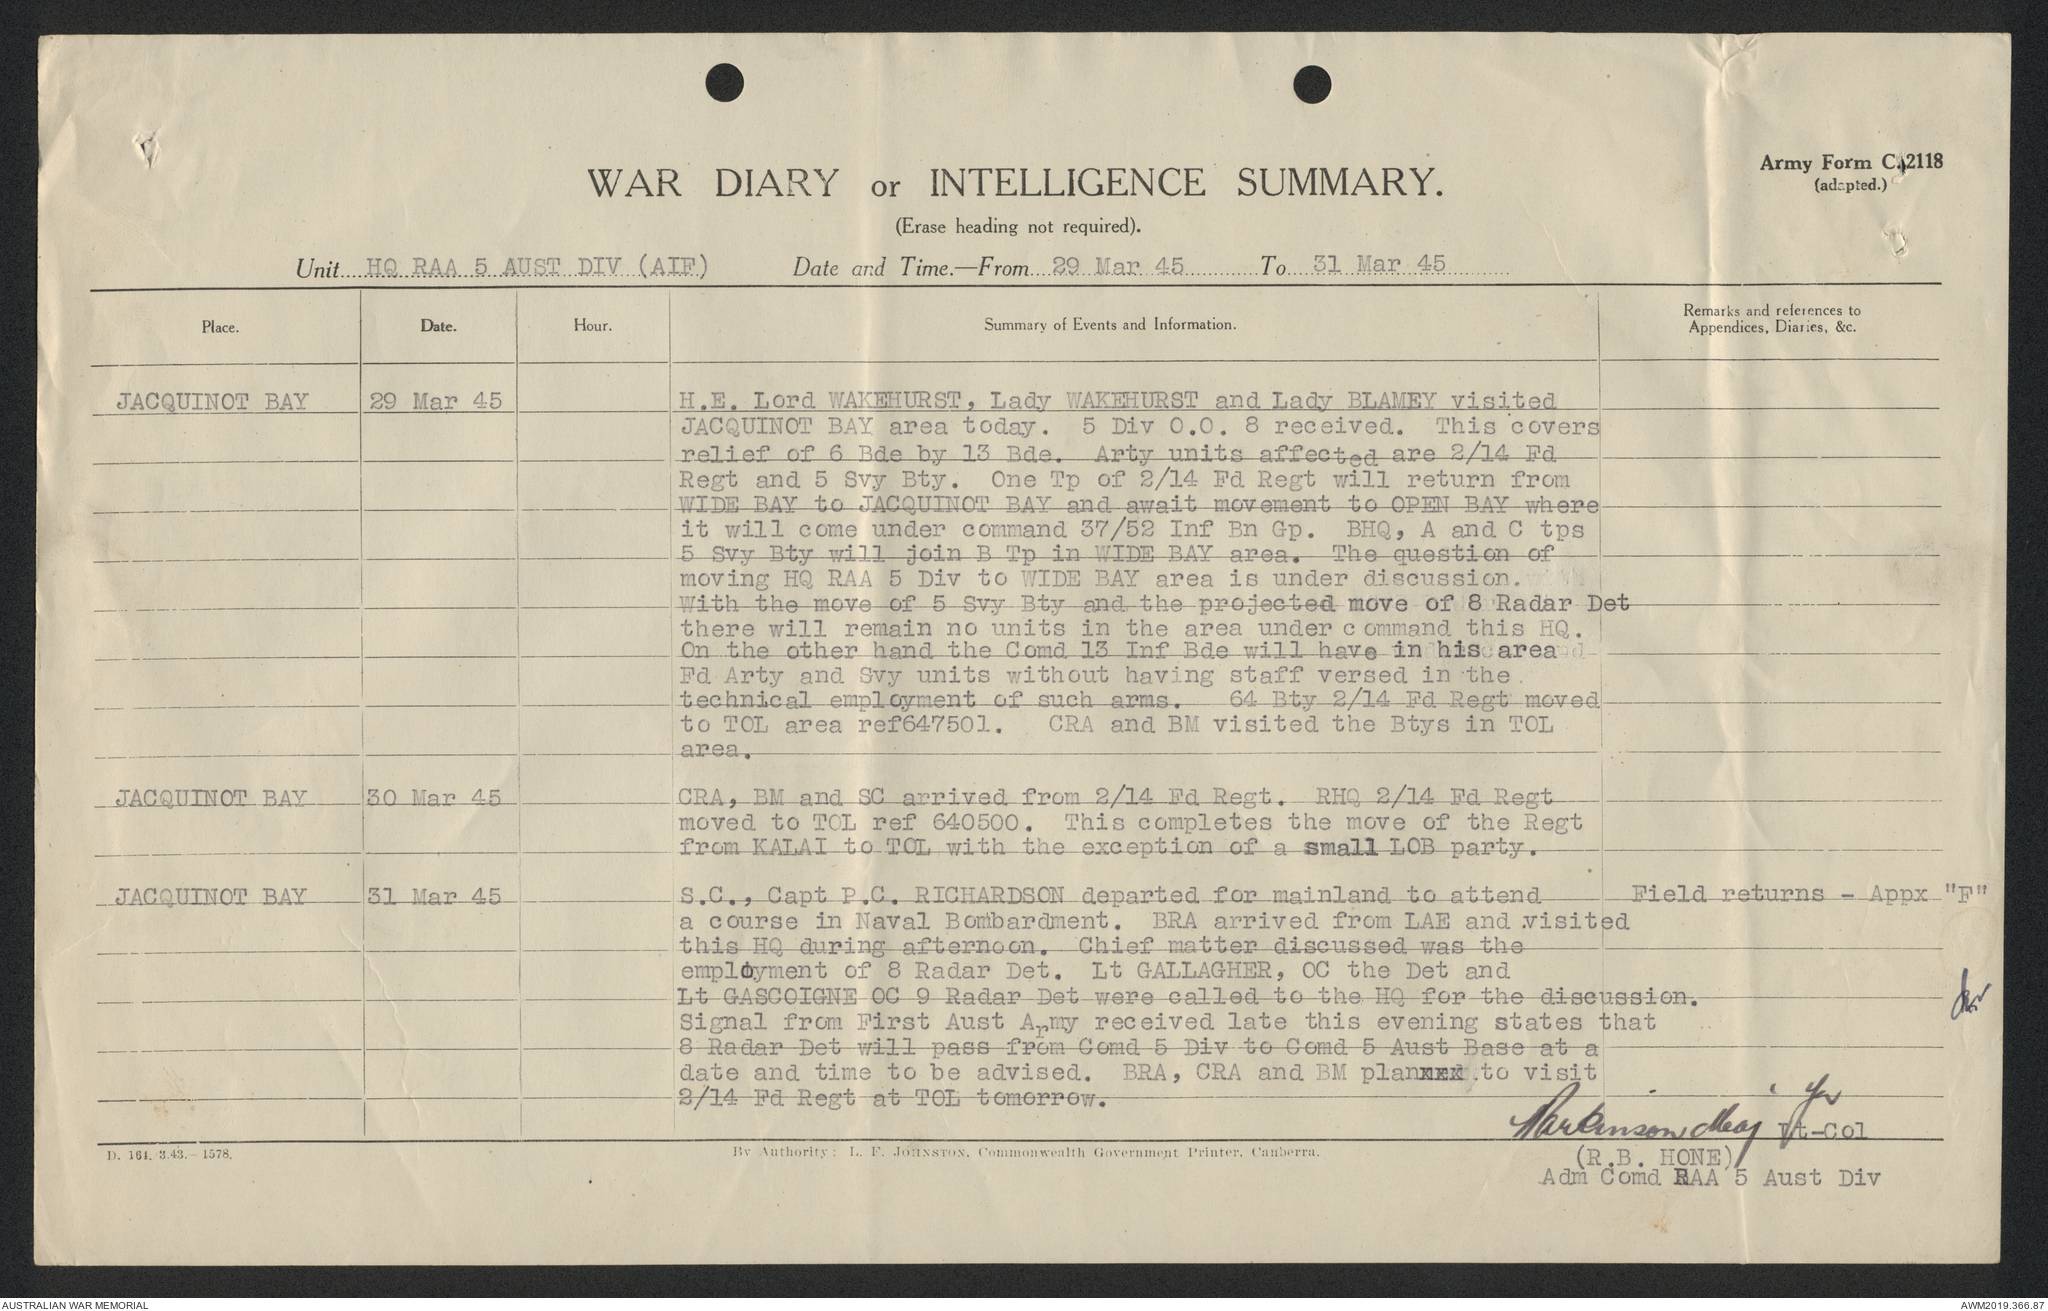 Army Form C.2118
(adapted.)
WAR DIARY or INTELLIGENCE SUMMARY.
(Erase heading not required).
Unit HQ RAA 5 AUST DIV (AIF) Date and Time.—From 29 Mar 45 To 31 Mar 45
Place. Date. Hour. Summary of Events and Information. Remarks and references to
Appendices, Diaries, &c.
JACQUINOT BAY 29 Mar 45 H.E. Lord WAKEHURST, Lady WAKEHURST and Lady BLAMEY visited
JACQUINOT BAY area today. 5 Div O.O. 8 received. This covers
relief of 6 Bde by 13 Bde. Arty units affected are 2/14 Fd
Regt and 5 Svy Bty. One Tp of 2/14 Fd Regt will return from
WIDE BAY to JACQUINOT BAY and await movement to OPEN BAY where
it will come under command 37/52 Inf Bn Gp. BHQ, A and C tps
5 Svy Bty will join B Tp in WIDE BAY area. The question of
moving HQ RAA 5 Div to WIDE BAY area is under discussion.
With the move of 5 Svy Bty and the projected move of 8 Radar Det
there will remain no units in the area under c ommand this HQ.
On the other hand the Comd 13 Inf Bde will have in his area
Fd Arty and Svy units without having staff versed in the
technical employment of such arms. 64 Bty 2/14 Fd Regt moved
to TOL area ref647501. CRA and BM visited the Btys in TOL
area.
JACQUINOT BAY 30 Mar 45 CRA, BM and SC arrived from 2/14 Fd Regt. RHQ 2/14 Fd Regt
moved to TOL ref 640500. This completes the move of the Regt
from KALAI to TOL with the exception of a small LOB party.
JACQUINOT BAY 31 Mar 45 S.C., Capt P.C. RICHARDSON departed for mainland to attend Field returns - Appx "F"
a course in Naval Bombardment. BRA arrived from LAE and visited
this HQ during afternoon. Chief matter discussed was the
employment of 8 Radar Det. Lt GALLAGHER, OC the Det and
Lt GASCOIGNE OC 9 Radar Det were called to the HQ for the discussion.
Signal from First Aust Army received late this evening states that
8 Radar Det will pass from Comd 5 Div to Comd 5 Aust Base at a
date and time to be advised. BRA, CRA and BM planxxx to visit
2/14 Fd Regt at TOL tomorrow.
Parkinson Maj for Lt-Col
(R.B. HONE)
Adm Comd RAA 5 Aust Div
D. 164. 3.43.—1578. By Authority: L. F. JOHNSTON, Commonwealth Government Printer, Canberra.
AUSTRALIAN WAR MEMORIAL AWM2019.366.87